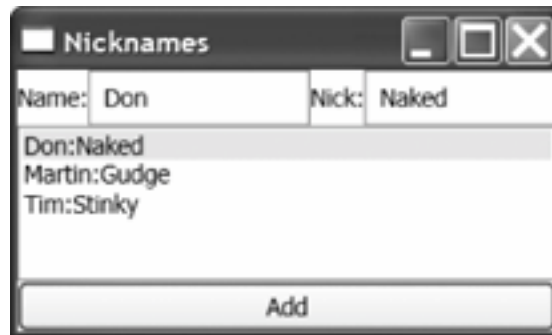 Nicknames
Name: Don Nick: Naked
Don:Naked
Martin:Gudge
Tim:Stinky
Add